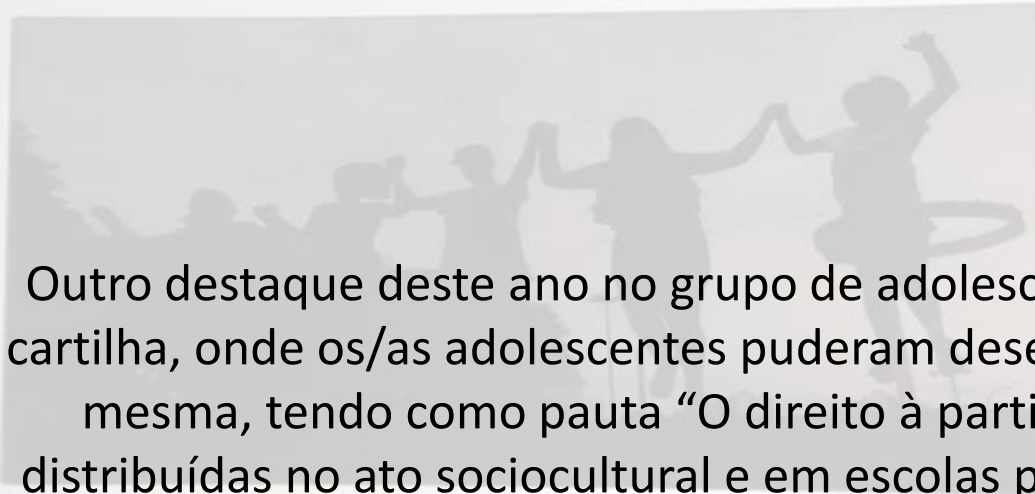 Outro destaque deste ano no grupo de adolesc
cartilha, onde os/as adolescentes puderam dese
mesma, tendo como pauta “O direito à parti
distribuídas no ato sociocultural e em escolas p